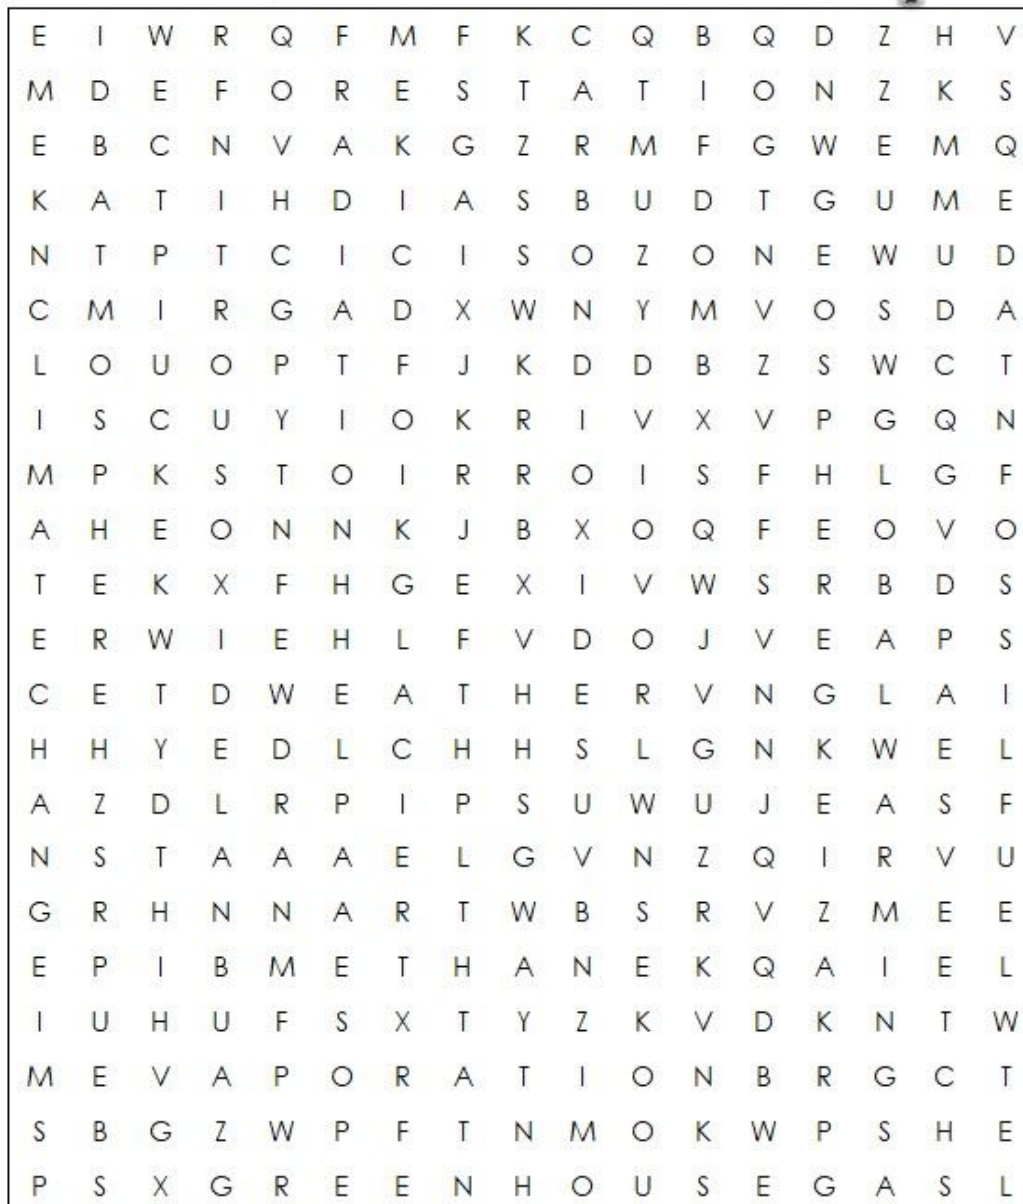 E I W R Q F M F K C Q B Q D Z H V
M D E F O R E S T A T I O N Z K S
E B C N V A K G Z R M F G W E M Q
K A T I H D I A S B U D T G U M E
N T P T C I C I S O Z O N E W U D
C M I R G A D X W N Y M V O S D A
L O U O P T F J K D D B Z S W C T
I S C U Y I O K R I V X V P G Q N
M P K S T O I R R O I S F H L G F
A H E O N N K J B X O Q F E O V O
T E K X F H G E X I V W S R B D S
E R W I E H L F V D O J V E A P S
C E T D W E A T H E R V N G L A I
H H Y E D L C H H S L G N K W E L
A Z D L R P I P S U W U J E A S F
N S T A A A E L G V N Z Q I R V U
G R H N N A R T W B S R V Z M E E
E P I B M E T H A N E K Q A I E L
I U H U F S X T Y Z K V D K N T W
M E V A P O R A T I O N B R G C T
S B G Z W P F T N M O K W P S H E
P S X G R E E N H O U S E G A S L